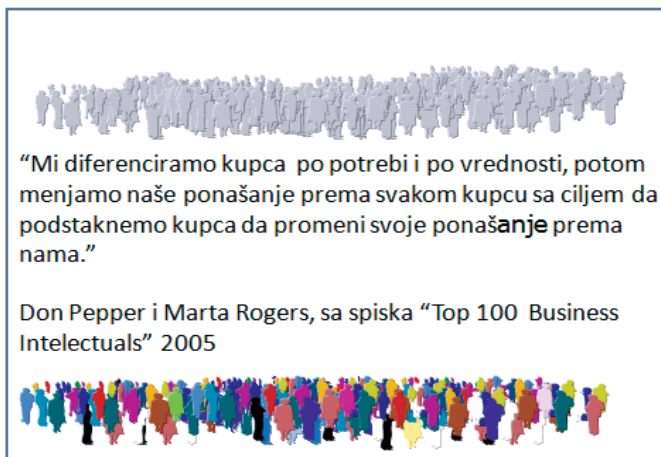 “Mi diferenciramo kupca po potrebi i po vrednosti, potom
menjamo naše ponašanje prema svakom kupcu sa ciljem da
podstaknemo kupca da promeni svoje ponašanje prema
nama.”
Don Pepper i Marta Rogers, sa spiska “Top 100 Business
Intelectuals” 2005